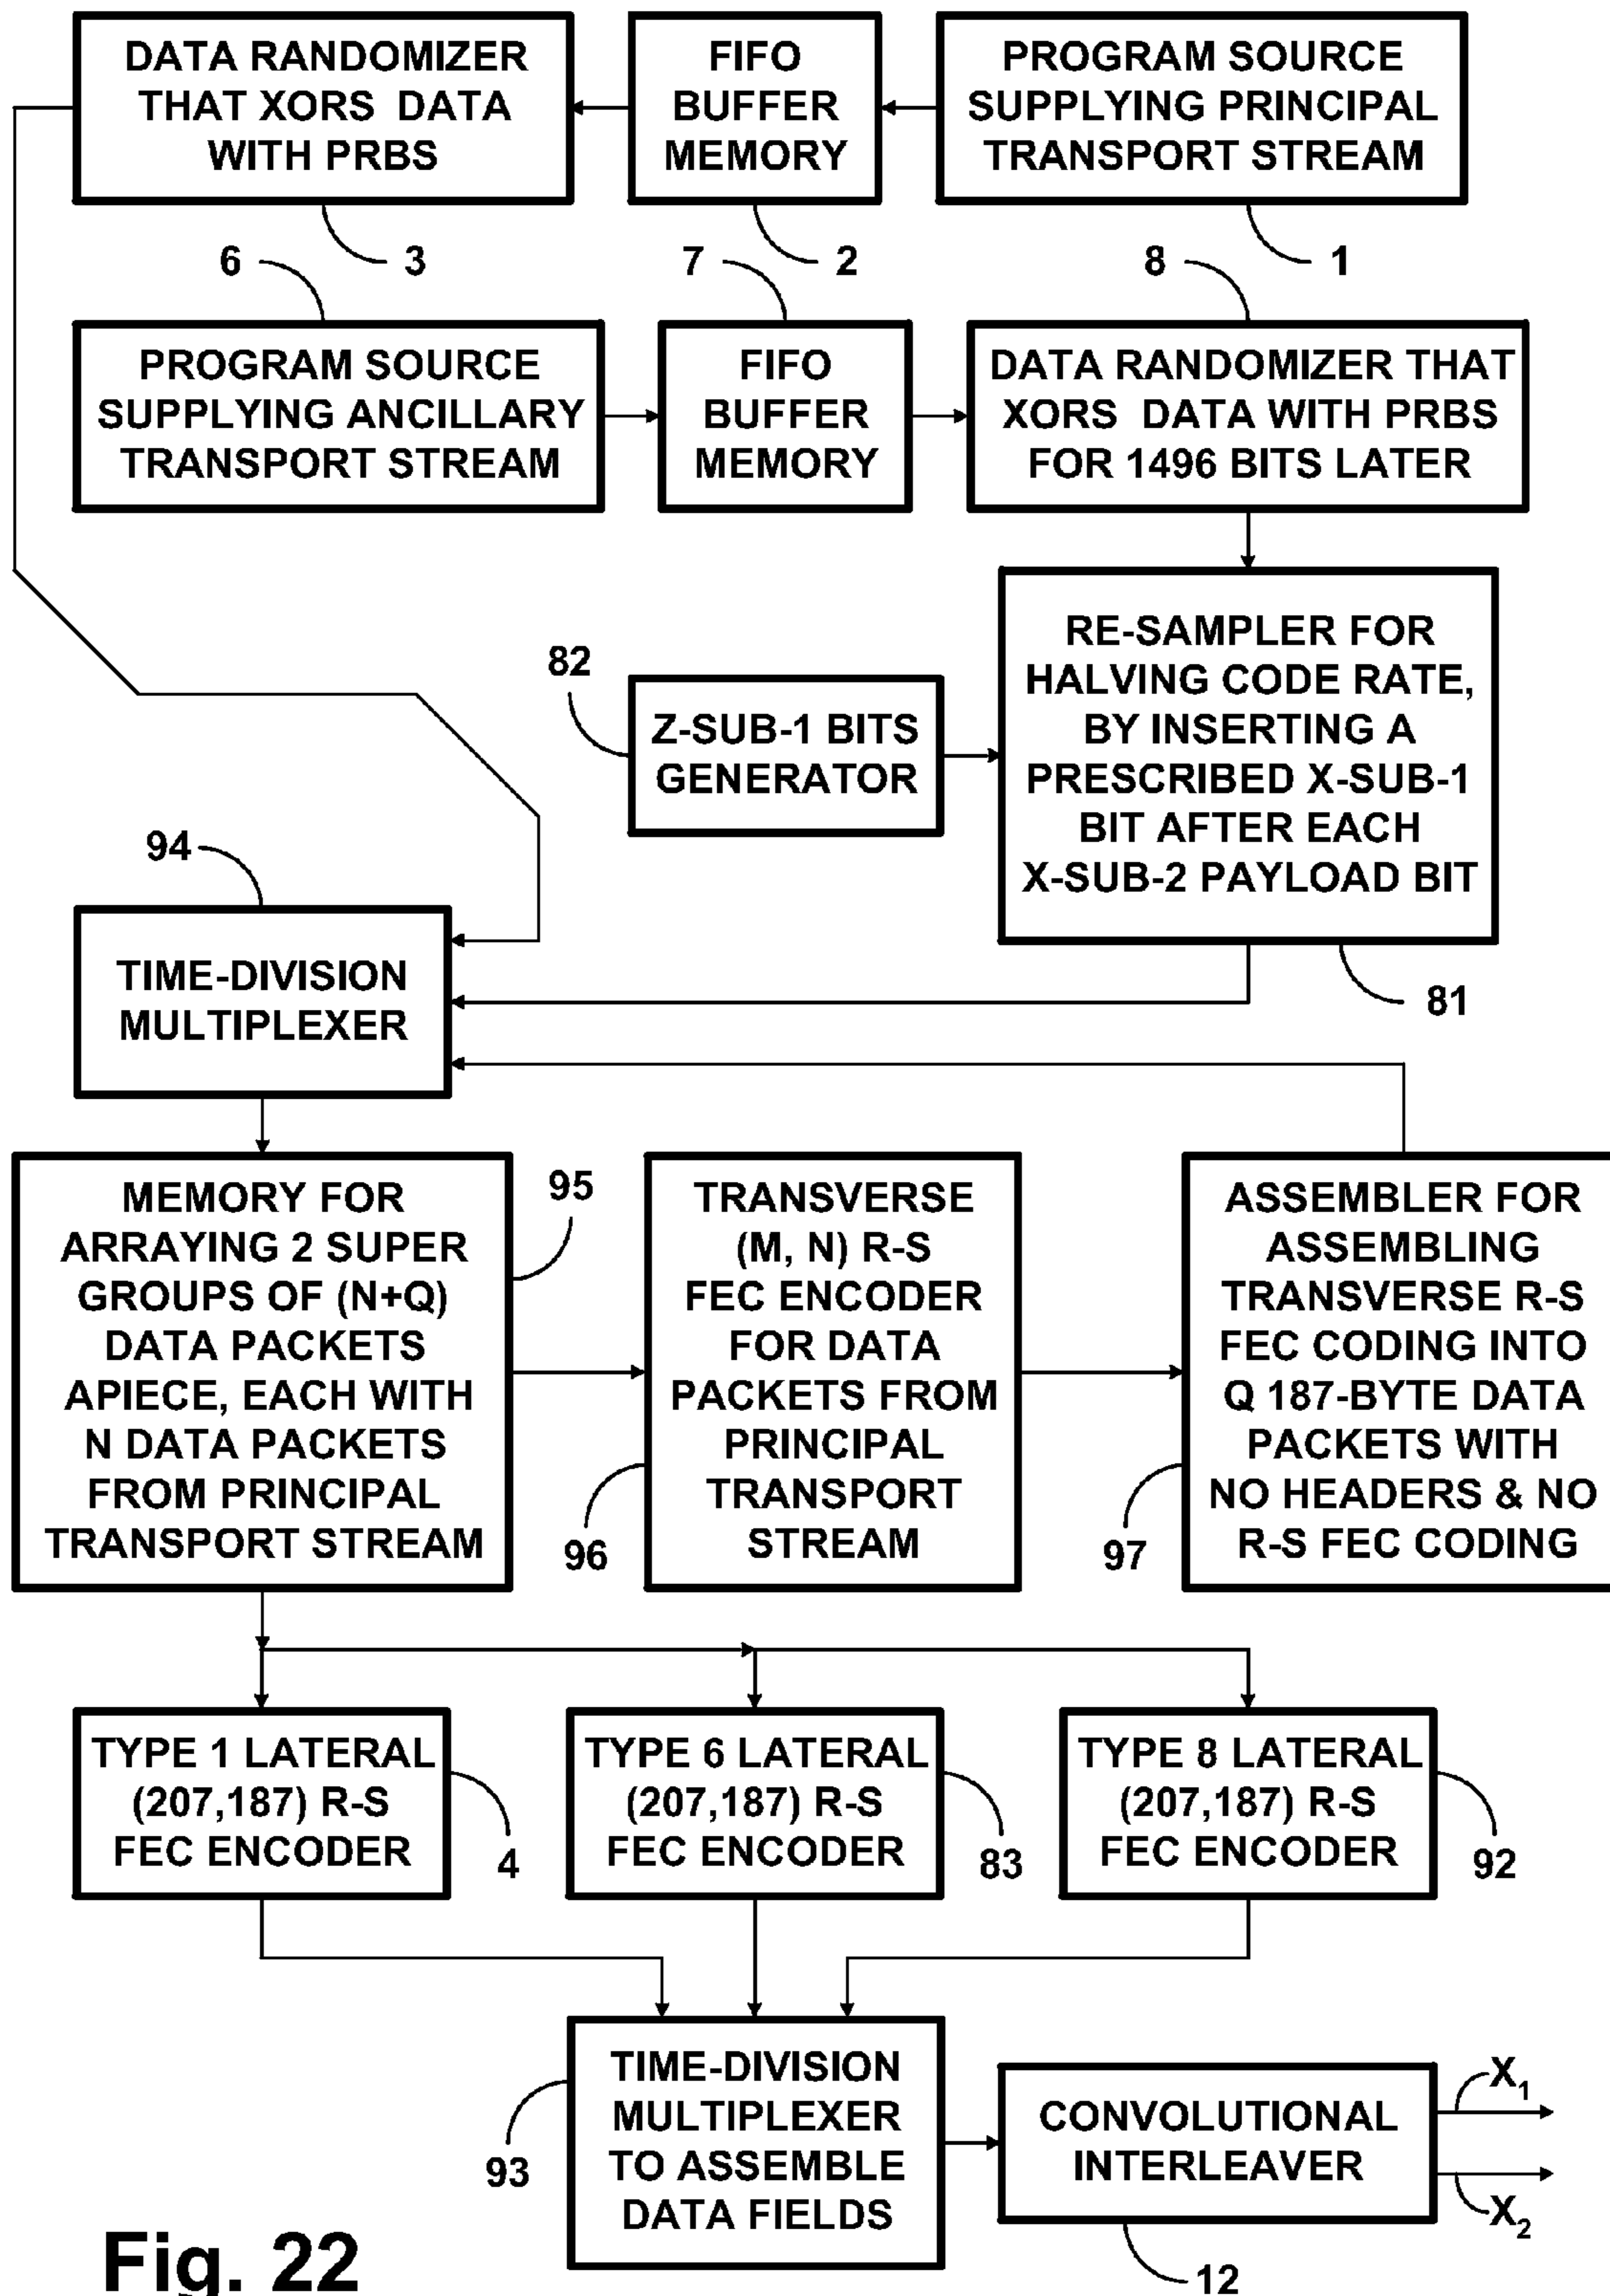 DATA RANDOMIZER
THAT XORS DATA
WITH PRBS
FIFO
BUFFER
MEMORY
PROGRAM SOURCE
SUPPLYING PRINCIPAL
TRANSPORT STREAM
3
2
1
6
7
8
PROGRAM SOURCE
SUPPLYING ANCILLARY
TRANSPORT STREAM
FIFO
BUFFER
MEMORY
DATA RANDOMIZER THAT
XORS DATA WITH PRBS
FOR 1496 BITS LATER
82
Z-SUB-1 BITS
GENERATOR
RE-SAMPLER FOR
HALVING CODE RATE,
BY INSERTING A
PRESCRIBED X-SUB-1
BIT AFTER EACH
X-SUB-2 PAYLOAD BIT
81
94
TIME-DIVISION
MULTIPLEXER
MEMORY FOR
ARRAYING 2 SUPER
GROUPS OF (N+Q)
DATA PACKETS
APIECE, EACH WITH
N DATA PACKETS
FROM PRINCIPAL
TRANSPORT STREAM
95
TRANSVERSE
(M, N) R-S
FEC ENCODER
FOR DATA
PACKETS FROM
PRINCIPAL
TRANSPORT
STREAM
96
ASSEMBLER FOR
ASSEMBLING
TRANSVERSE R-S
FEC CODING INTO
Q 187-BYTE DATA
PACKETS WITH
NO HEADERS & NO
R-S FEC CODING
97
TYPE 1 LATERAL
(207,187) R-S
FEC ENCODER
4
TYPE 6 LATERAL
(207,187) R-S
FEC ENCODER
83
TYPE 8 LATERAL
(207,187) R-S
FEC ENCODER
92
TIME-DIVISION
MULTIPLEXER
TO ASSEMBLE
DATA FIELDS
93
CONVOLUTIONAL
INTERLEAVER
12
X₁
X₂
Fig. 22